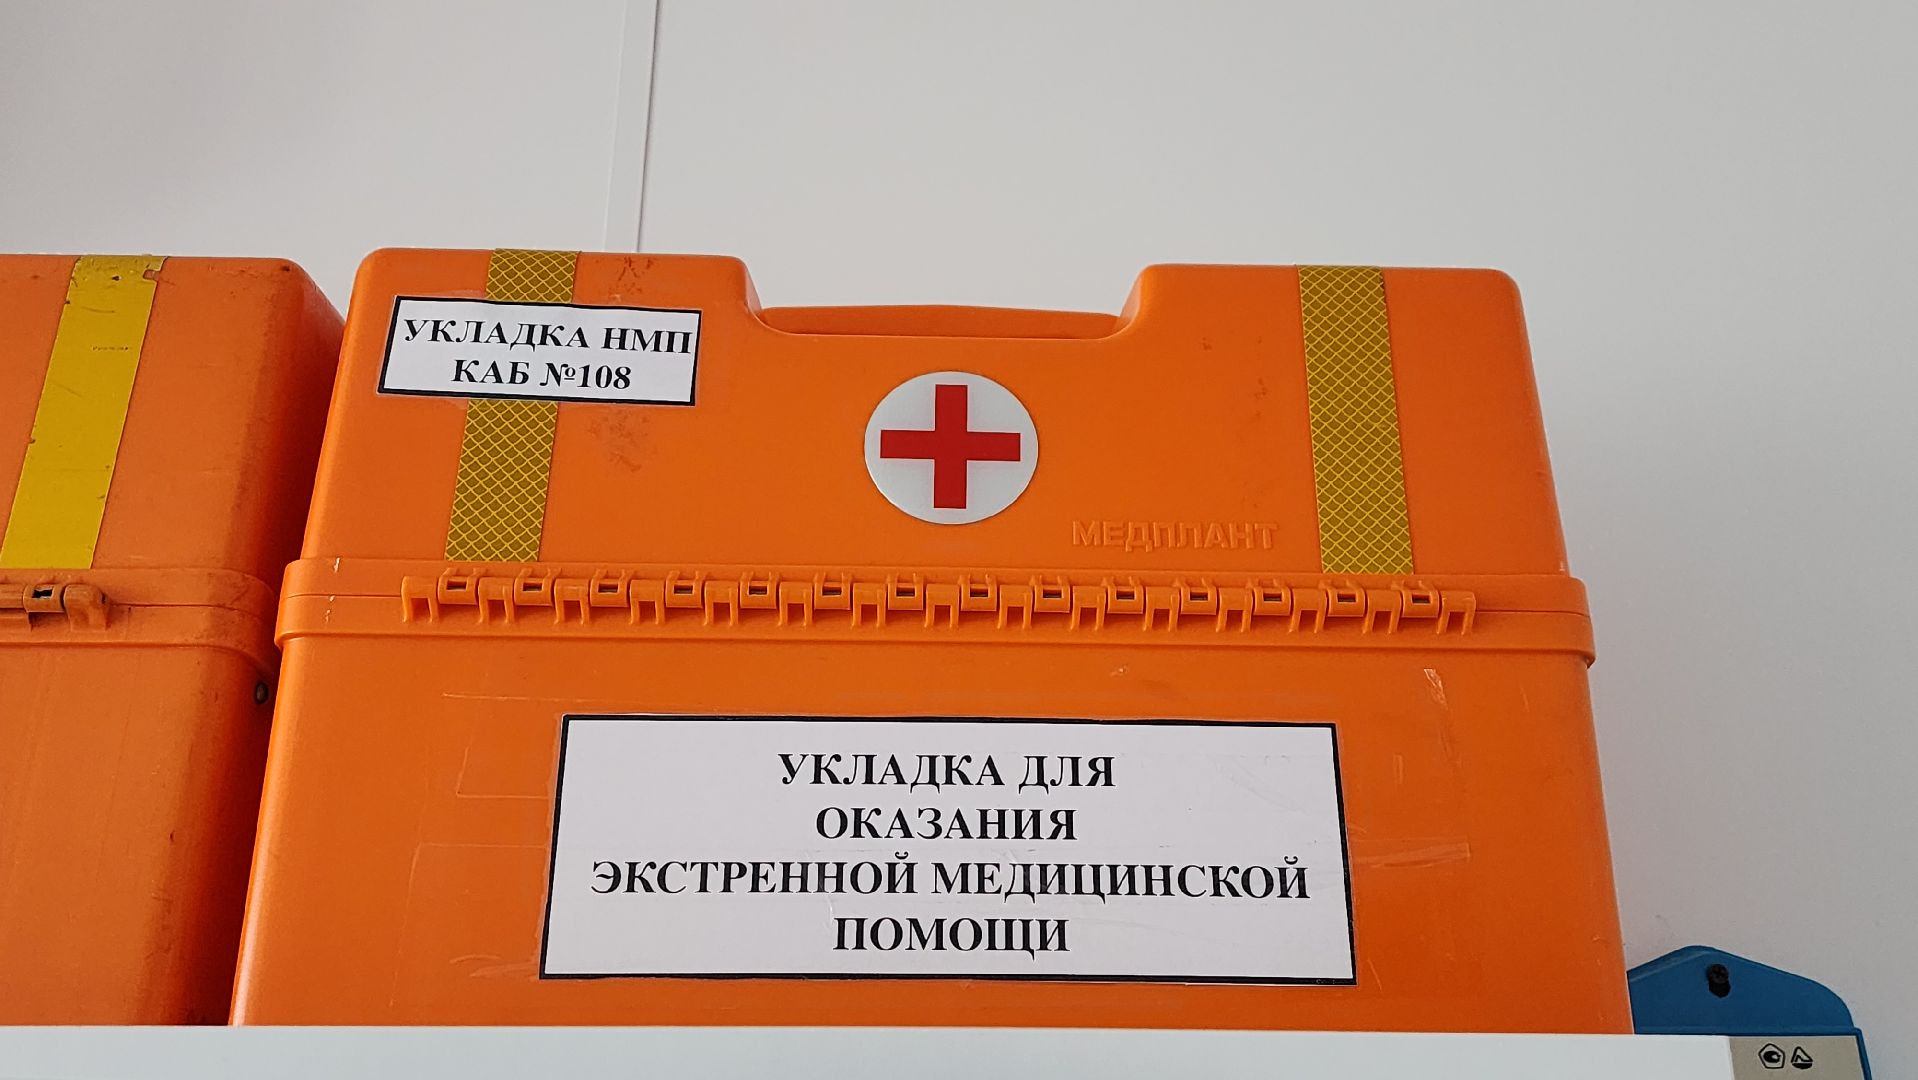 УКЛАДКА НМП
КАБ №108
МЕДПЛАНТ
УКЛАДКА ДЛЯ
ОКАЗАНИЯ
ЭКСТРЕННОЙ МЕДИЦИНСКОЙ
ПОМОЩИ